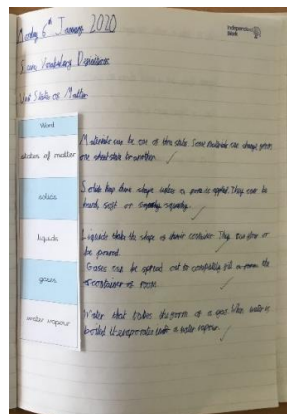 Monday 6th January 2020
Independent
Work
Science Vocabulary Definitions
Unit States of Matter
Word
states of matter
Materials can be one of three states. Some materials can change from
one state to another.
solids
Solids keep their shape unless a force is applied. They can be
hard, soft or squashy.
liquids
Liquids take the shape of their container. They can flow or
be poured.
gases
Gases can be spread out to completely fill a room the
container or room.
water vapour
Water that takes the form of a gas. When water is
boiled it evaporates into a water vapour.